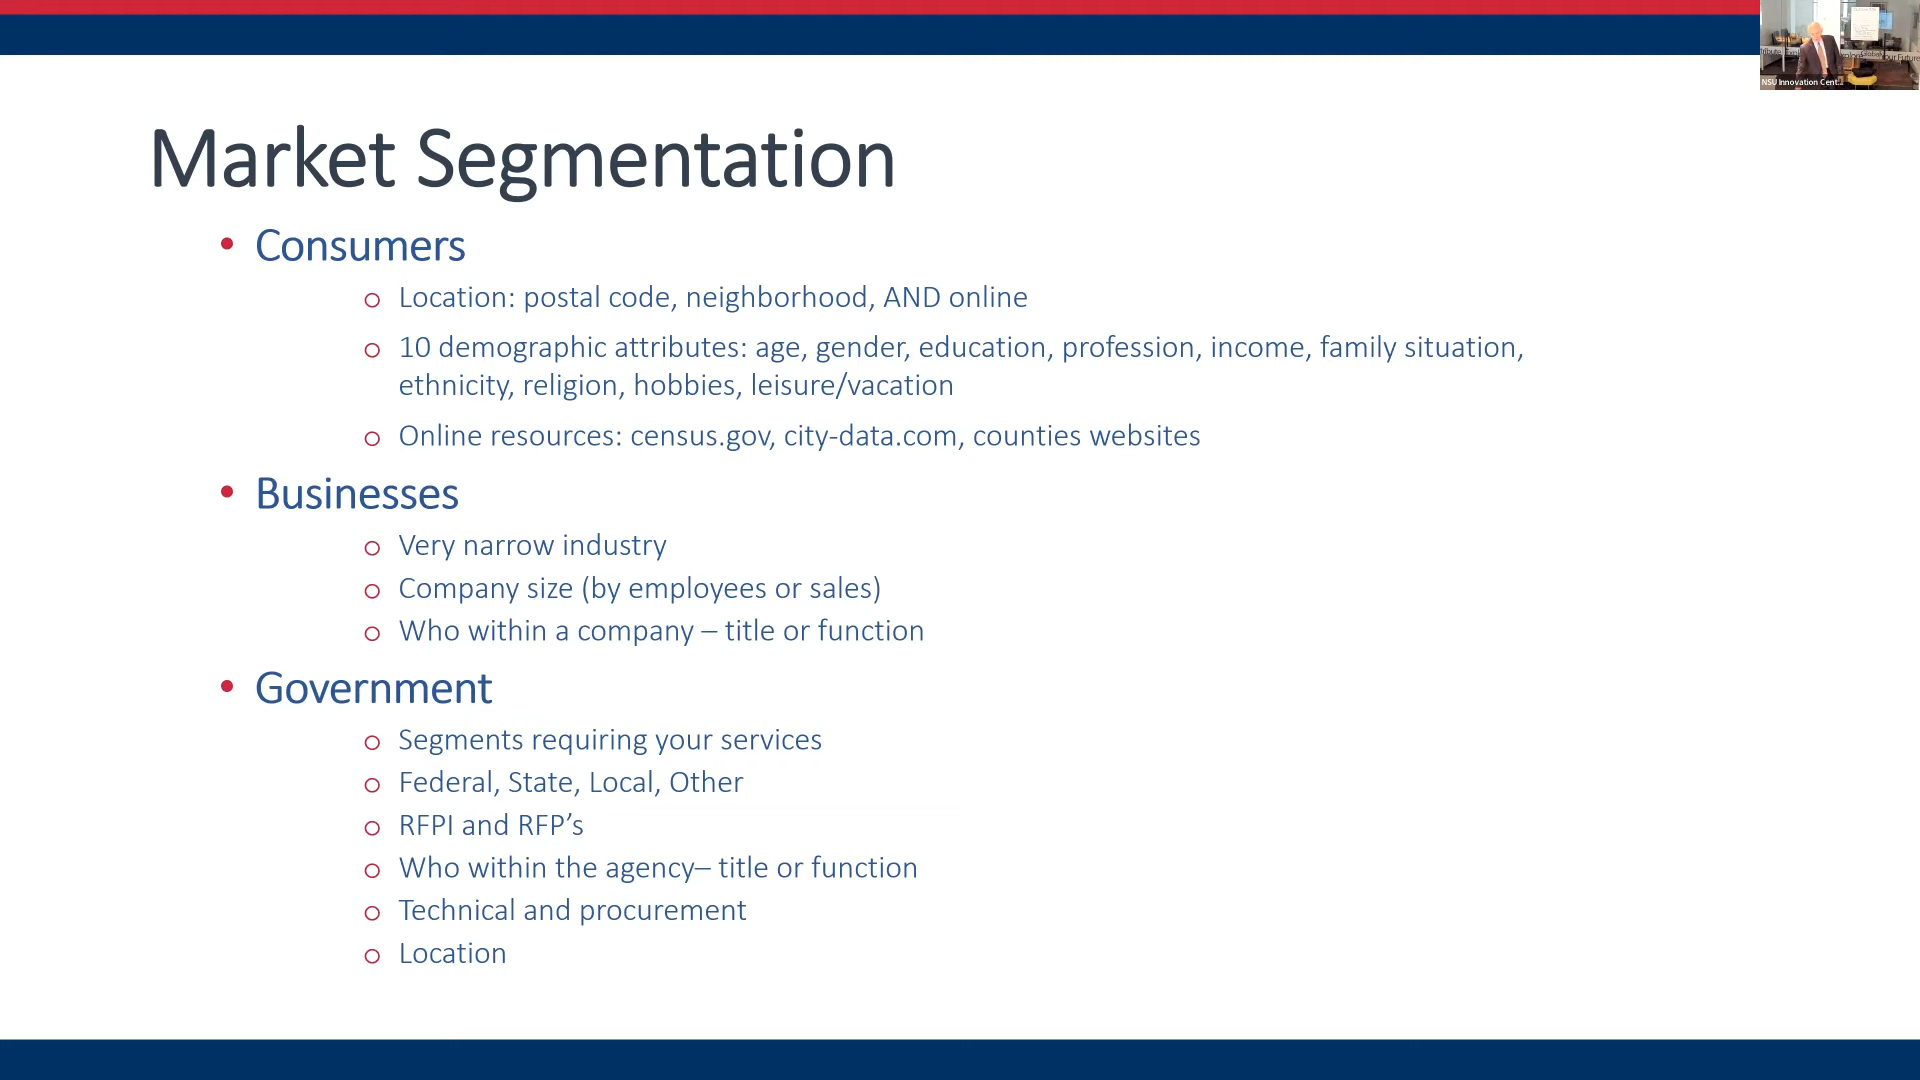 Market Segmentation
• Consumers
o Location: postal code, neighborhood, AND online
o 10 demographic attributes: age, gender, education, profession, income, family situation,
ethnicity, religion, hobbies, leisure/vacation
o Online resources: census.gov, city-data.com, counties websites
• Businesses
o Very narrow industry
o Company size (by employees or sales)
o Who within a company – title or function
• Government
o Segments requiring your services
o Federal, State, Local, Other
o RFPI and RFP’s
o Who within the agency– title or function
o Technical and procurement
o Location
NSU Innovation Cent...